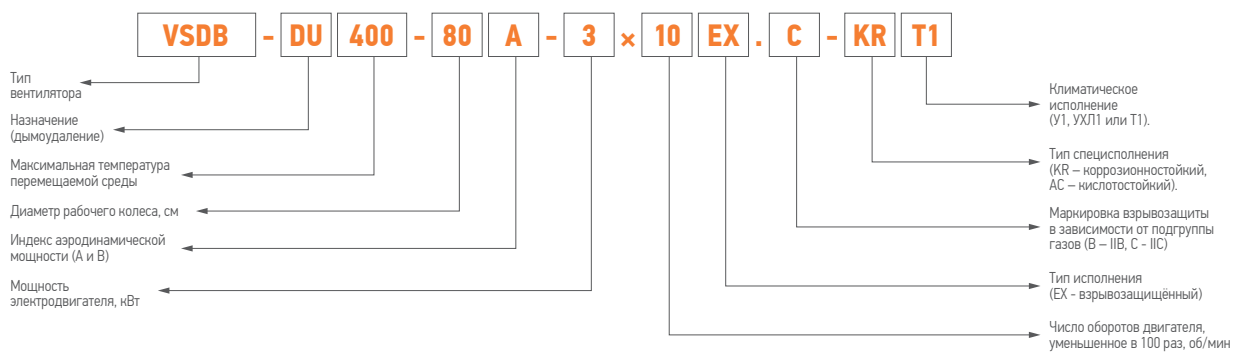 VSDB - DU 400 - 80 A - 3 × 10 EX . C - KR T1
Тип
вентилятора
Назначение
(дымоудаление)
Максимальная температура
перемещаемой среды
Диаметр рабочего колеса, см
Индекс аэродинамической
мощности (А и В)
Мощность
электродвигателя, кВт
Климатическое
исполнение
(У1, УХЛ1 или Т1).
Тип специсполнения
(KR – коррозионностойкий,
AC – кислотостойкий).
Маркировка взрывозащиты
в зависимости от подгруппы
газов (B – IIB, C - IIC)
Тип исполнения
(EX - взрывозащищённый)
Число оборотов двигателя,
уменьшенное в 100 раз, об/мин